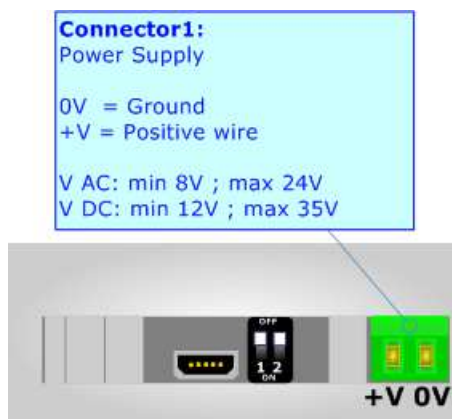 Connector1:
Power Supply
0V = Ground
+V = Positive wire
V AC: min 8V ; max 24V
V DC: min 12V ; max 35V
OFF
1 2
ON
+V 0V